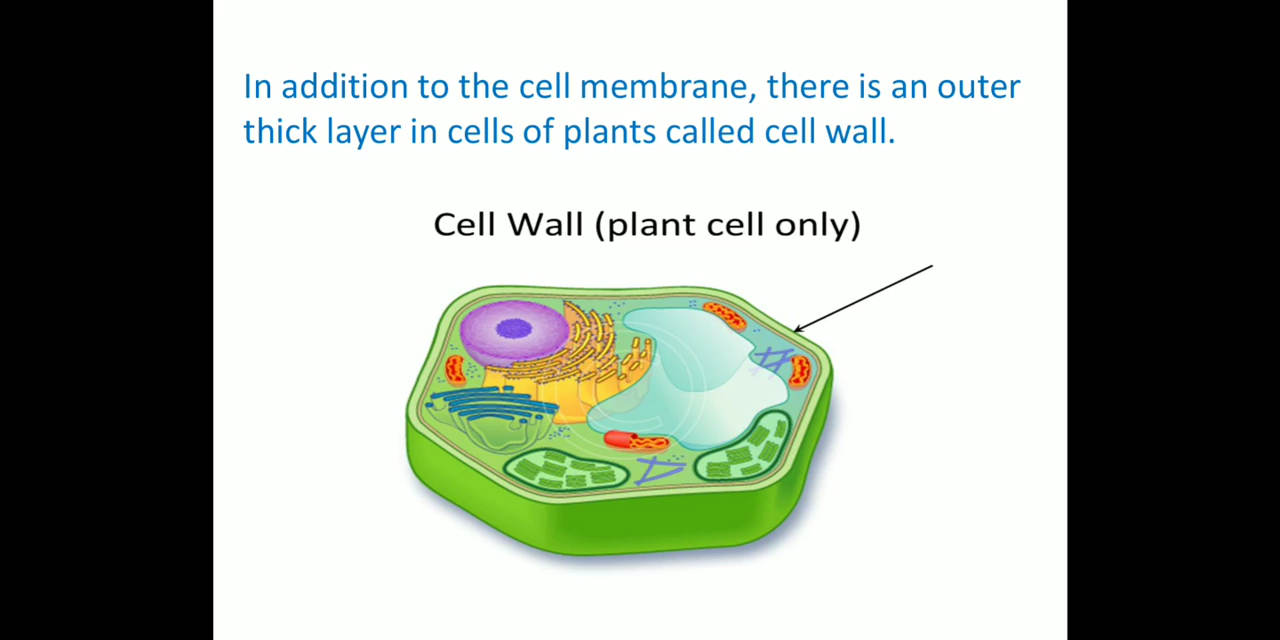 In addition to the cell membrane, there is an outer
thick layer in cells of plants called cell wall.
Cell Wall (plant cell only)